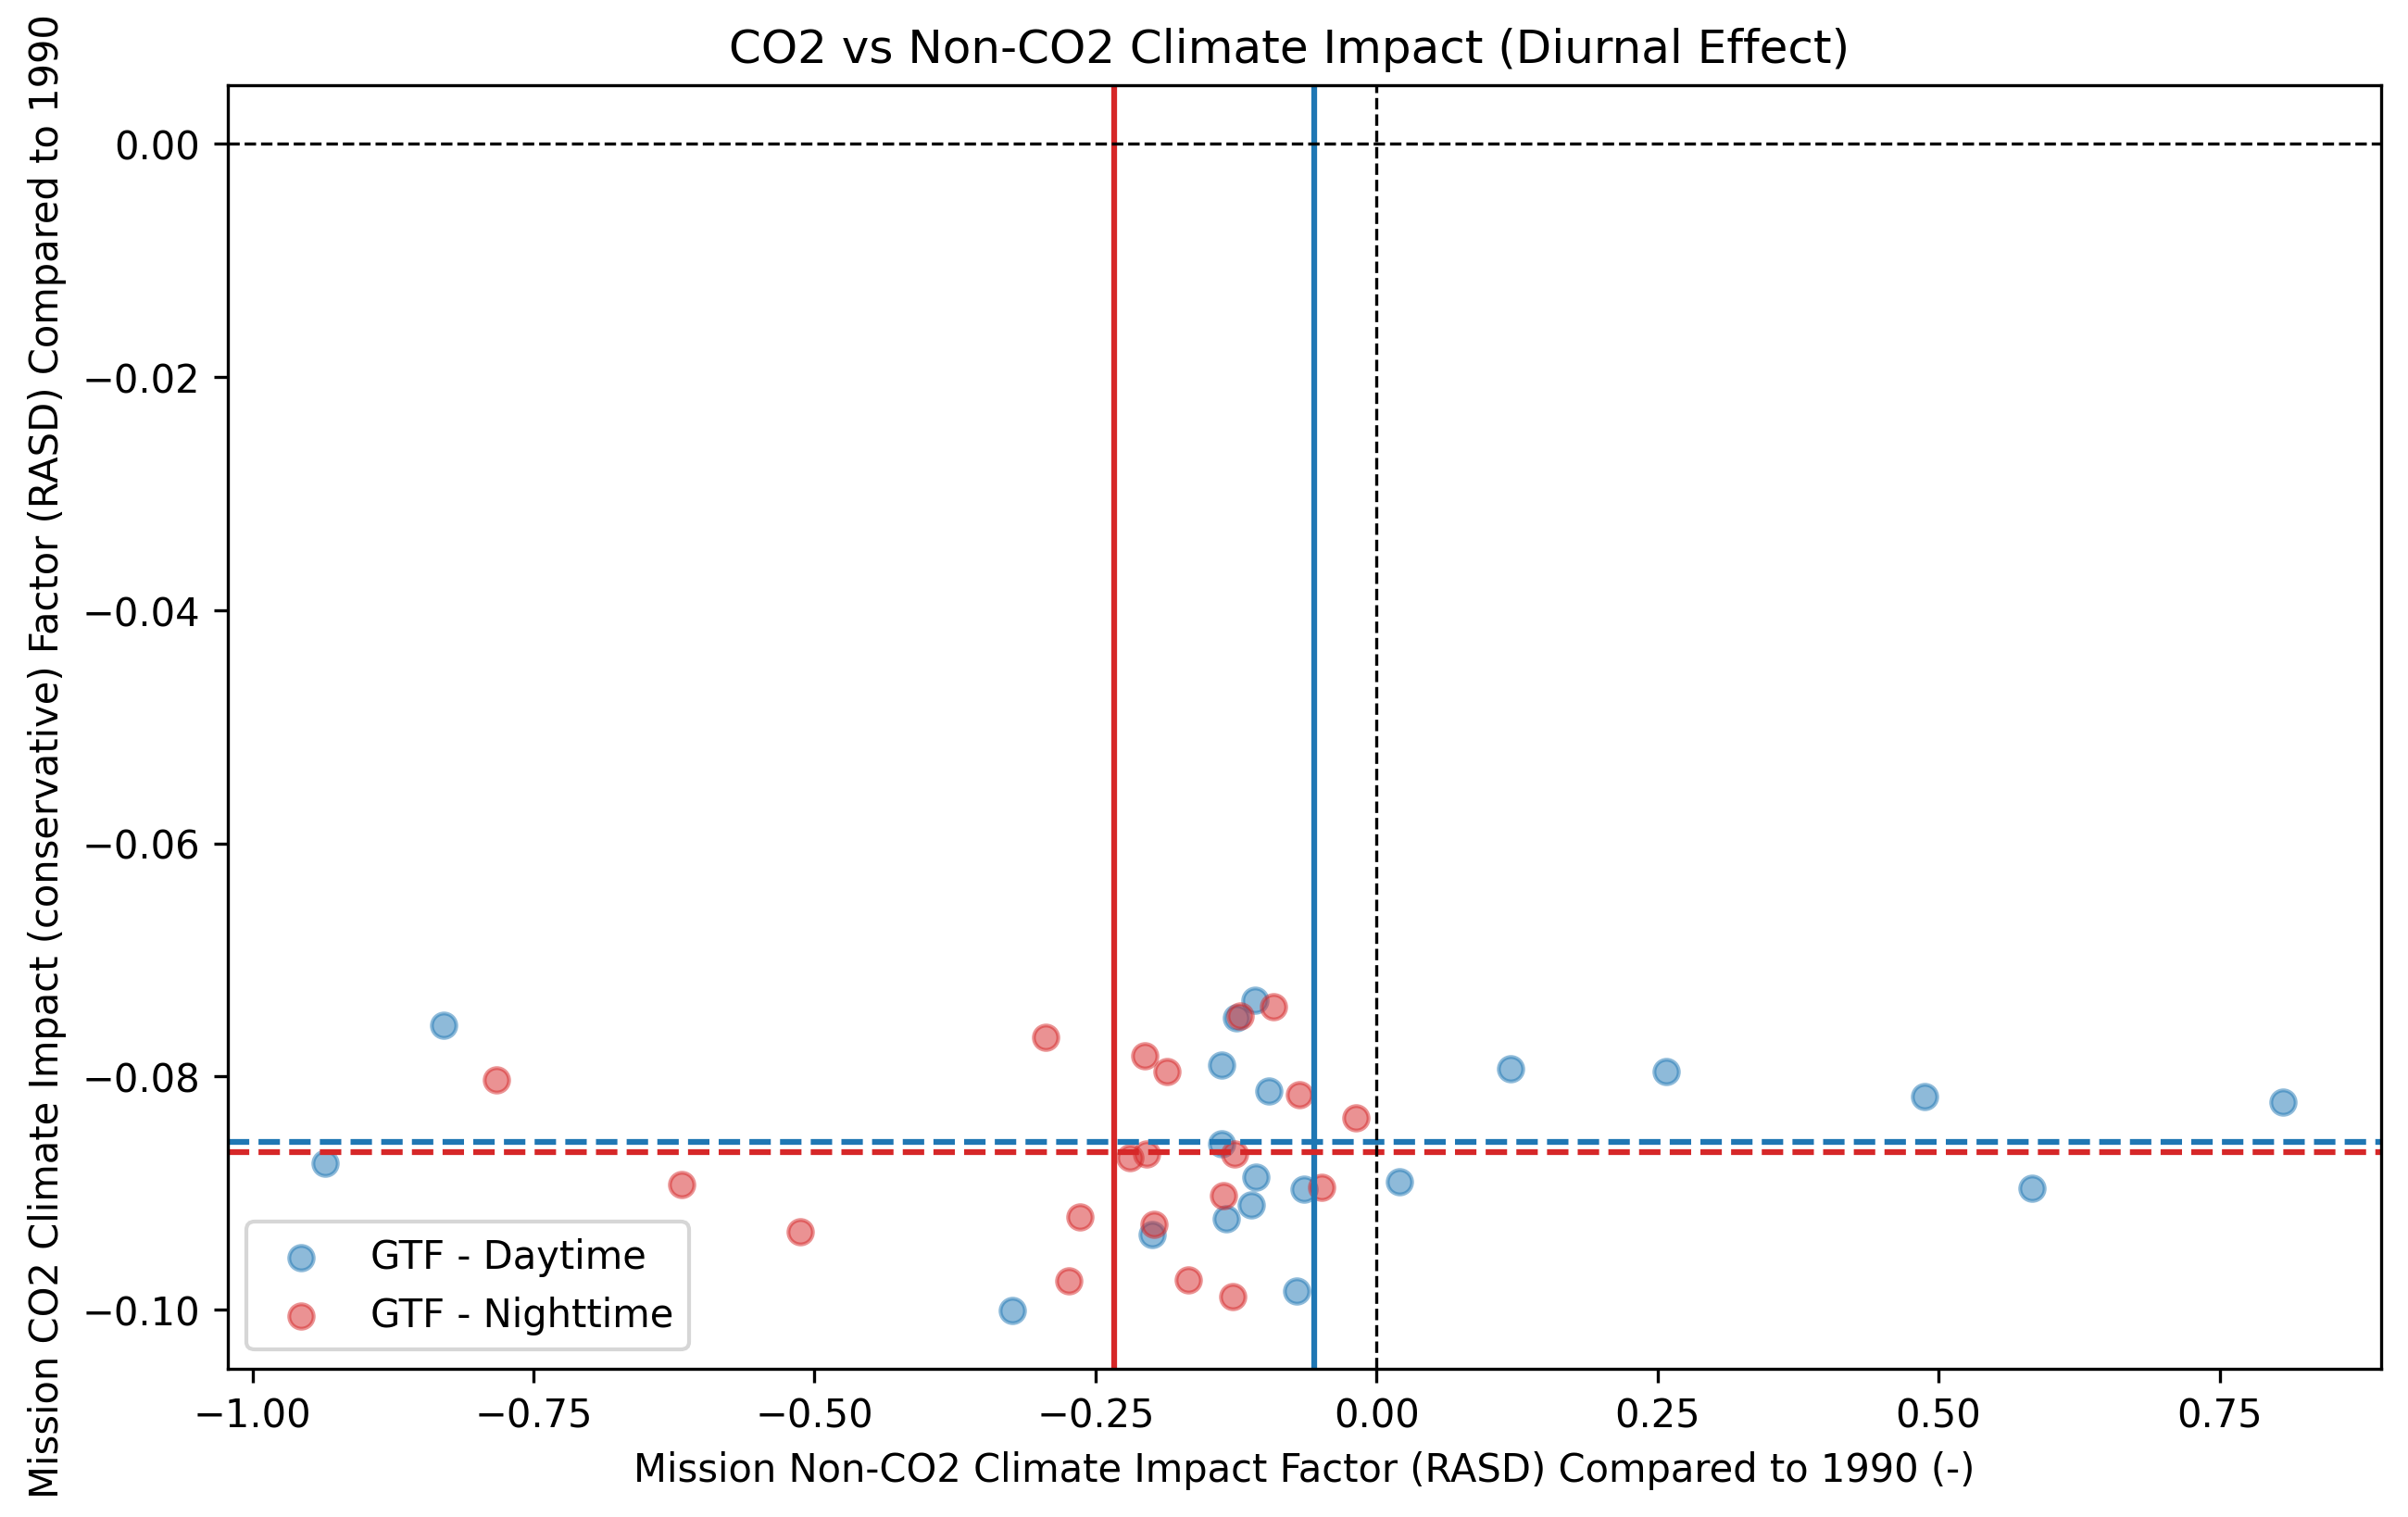 CO2 vs Non-CO2 Climate Impact (Diurnal Effect)
Mission CO2 Climate Impact (conservative) Factor (RASD) Compared to 1990
0.00
−0.02
−0.04
−0.06
−0.08
−0.10
GTF - Daytime
GTF - Nighttime
−1.00 −0.75 −0.50 −0.25 0.00 0.25 0.50 0.75
Mission Non-CO2 Climate Impact Factor (RASD) Compared to 1990 (-)